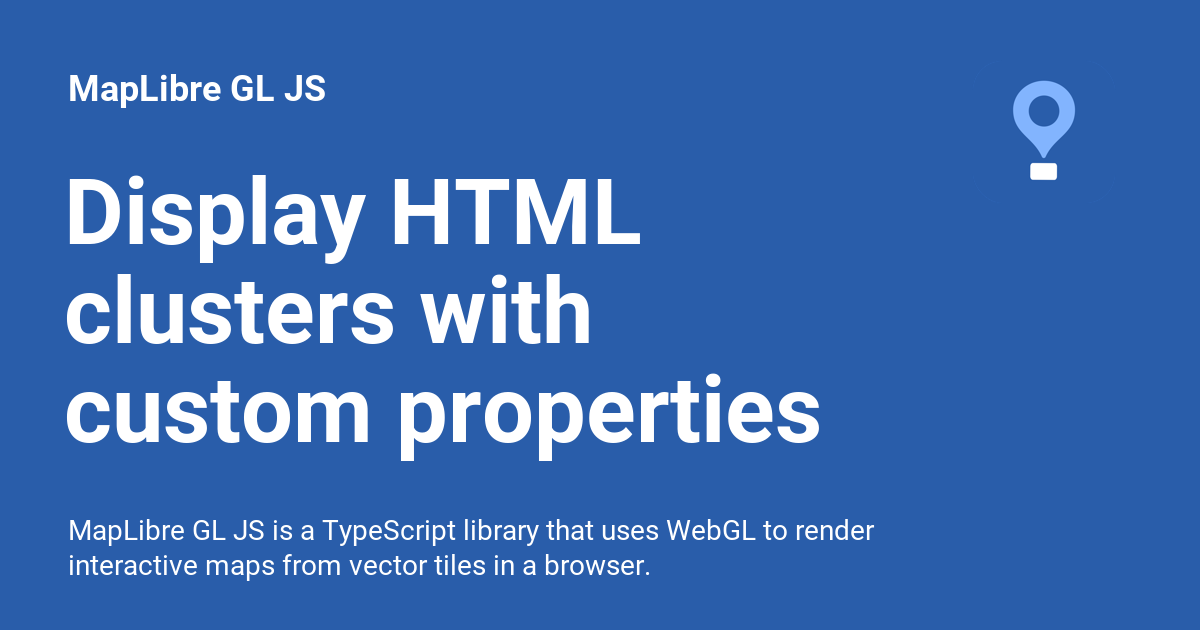 MapLibre GL JS
Display HTML
clusters with
custom properties
MapLibre GL JS is a TypeScript library that uses WebGL to render
interactive maps from vector tiles in a browser.